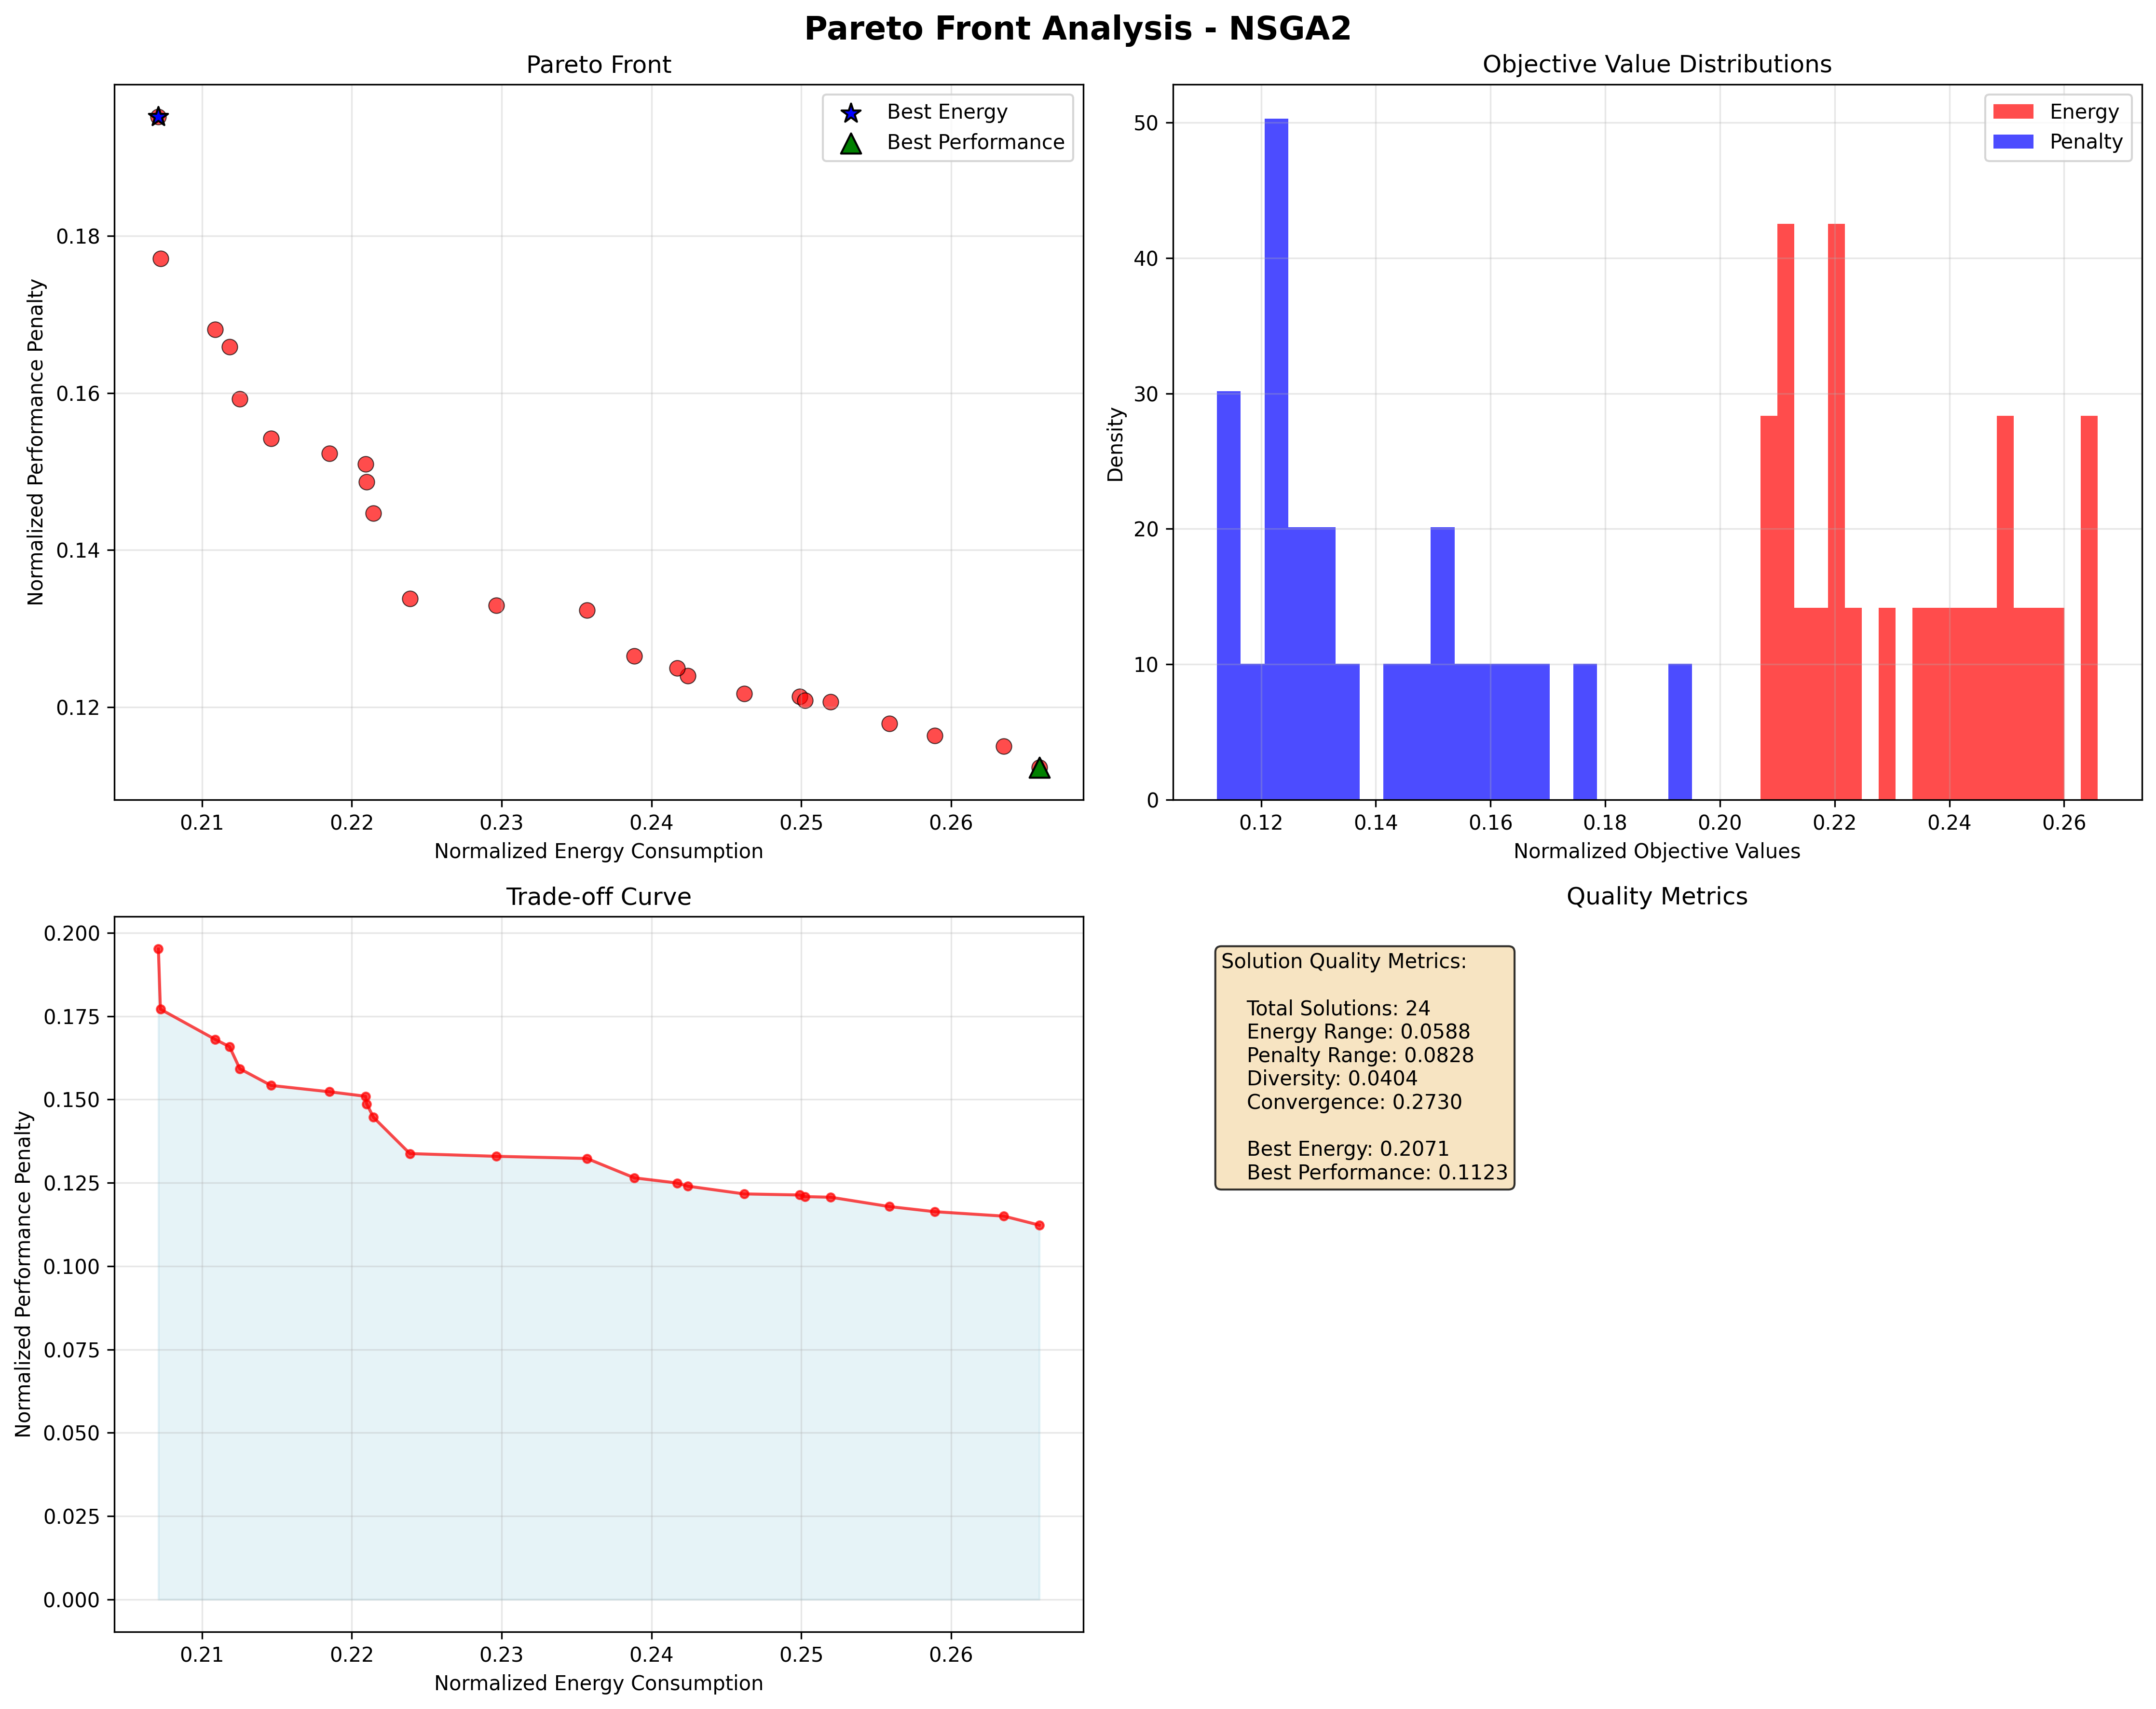 Pareto Front Analysis - NSGA2
Pareto Front
Best Energy
Best Performance
Normalized Performance Penalty
0.18
0.16
0.14
0.12
0.21 0.22 0.23 0.24 0.25 0.26
Normalized Energy Consumption
Objective Value Distributions
Energy
Penalty
Density
50
40
30
20
10
0
0.12 0.14 0.16 0.18 0.20 0.22 0.24 0.26
Normalized Objective Values
Trade-off Curve
Normalized Performance Penalty
0.200
0.175
0.150
0.125
0.100
0.075
0.050
0.025
0.000
0.21 0.22 0.23 0.24 0.25 0.26
Normalized Energy Consumption
Quality Metrics
Solution Quality Metrics:
Total Solutions: 24
Energy Range: 0.0588
Penalty Range: 0.0828
Diversity: 0.0404
Convergence: 0.2730
Best Energy: 0.2071
Best Performance: 0.1123